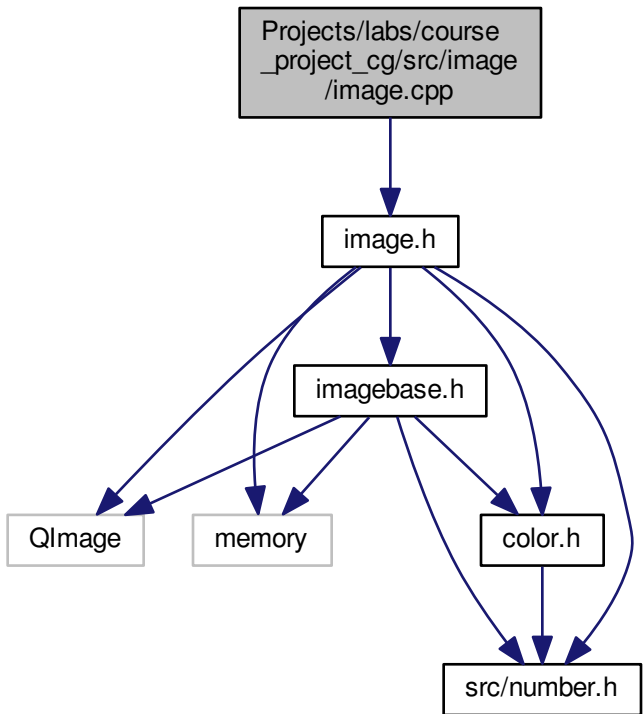 Projects/labs/course
_project_cg/src/image
/image.cpp
image.h
imagebase.h
QImage
memory
color.h
src/number.h